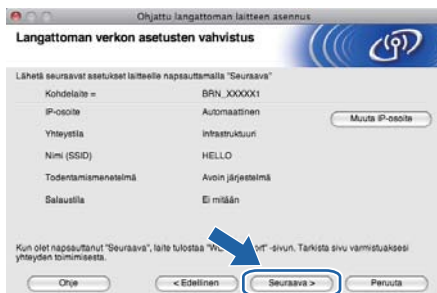 Ohjattu langattoman laitteen asennus
Langattoman verkon asetusten vahvistus
Lähetä seuraavat asetukset laitteelle napsauttamalla "Seuraava"
Kohdelaite = BRN_XXXXX1
IP-osoite Automaattinen
Muuta IP-osoite
Yhteystila Infrastruktuuri
Nimi (SSID) HELLO
Todentamismenetelmä Avoin järjestelmä
Salaustila Ei mitään
Kun olet napsauttanut "Seuraava", laite tulostaa -sivun. Tarkista sivu varmistuaksesi
yhteyden toimimisesta.
Ohje < Edellinen Seuraava > Peruuta